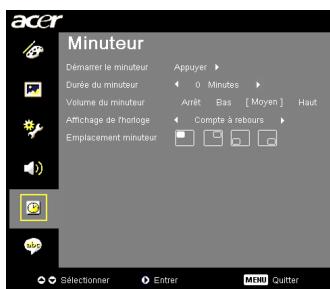 acer
Minuteur
Démarrer le minuteur Appuyer
Durée du minuteur 0 Minutes
Volume du minuteur Arrêt Bas [ Moyen ] Haut
Affichage de l'horloge Compte à rebours
Emplacement minuteur
abc
Sélectionner Entrer MENU Quitter